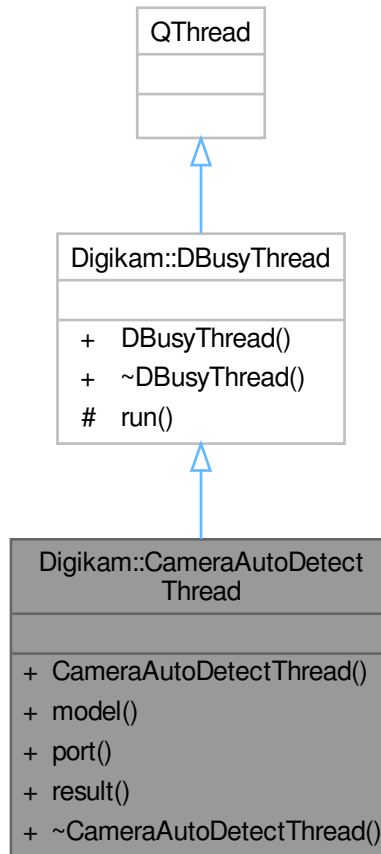 QThread
Digikam::DBusyThread
+ DBusyThread()
+ ~DBusyThread()
# run()
Digikam::CameraAutoDetect
Thread
+ CameraAutoDetectThread()
+ model()
+ port()
+ result()
+ ~CameraAutoDetectThread()